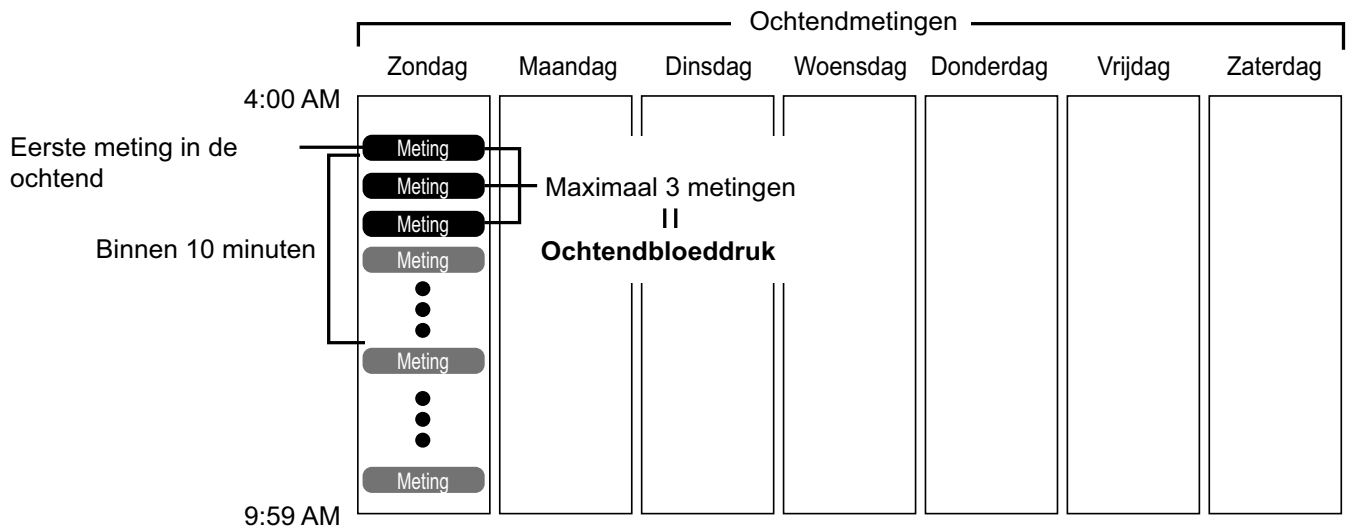 Ochtendmetingen
Zondag Maandag Dinsdag Woensdag Donderdag Vrijdag Zaterdag
4:00 AM
Eerste meting in de
ochtend
Meting
Meting
Maximaal 3 metingen
Meting
Binnen 10 minuten
Ochtendbloeddruk
Meting
Meting
Meting
9:59 AM